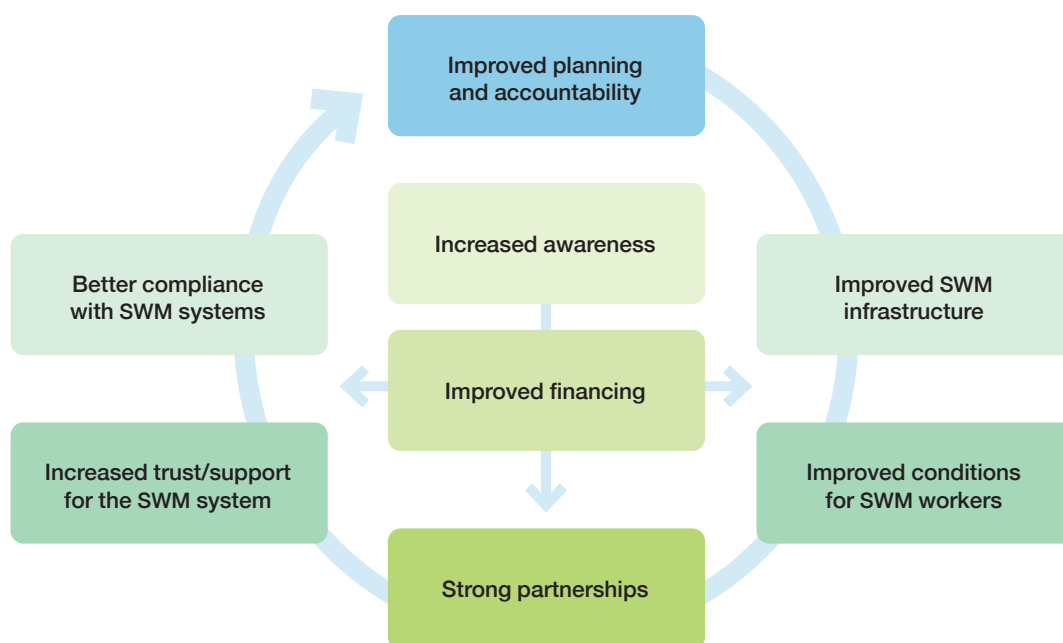 Improved planning
and accountability
Increased awareness
Better compliance
with SWM systems
Improved SWM
infrastructure
Improved financing
Increased trust/support
for the SWM system
Improved conditions
for SWM workers
Strong partnerships